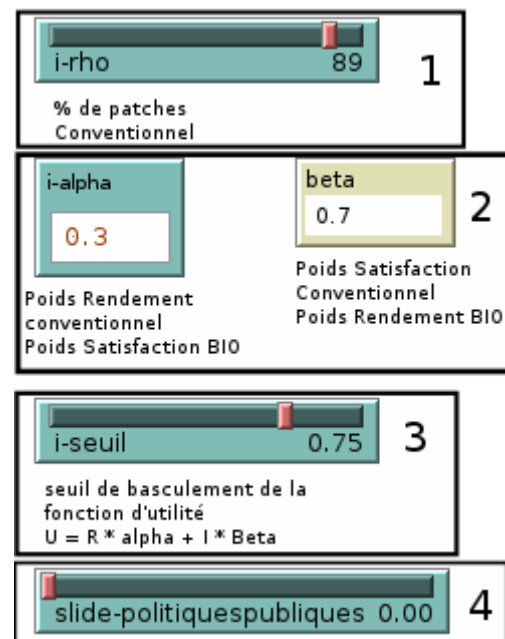 i-rho 89
1
% de patches
Conventionnel
i-alpha
0.3
Poids Rendement
conventionnel
Poids Satisfaction BIO
beta
0.7
Poids Satisfaction
Conventionnel
Poids Rendement BIO
2
i-seuil 0.75
3
seuil de basculement de la
fonction d'utilité
U = R * alpha + I * Beta
slide-politiquespubliques 0.00
4